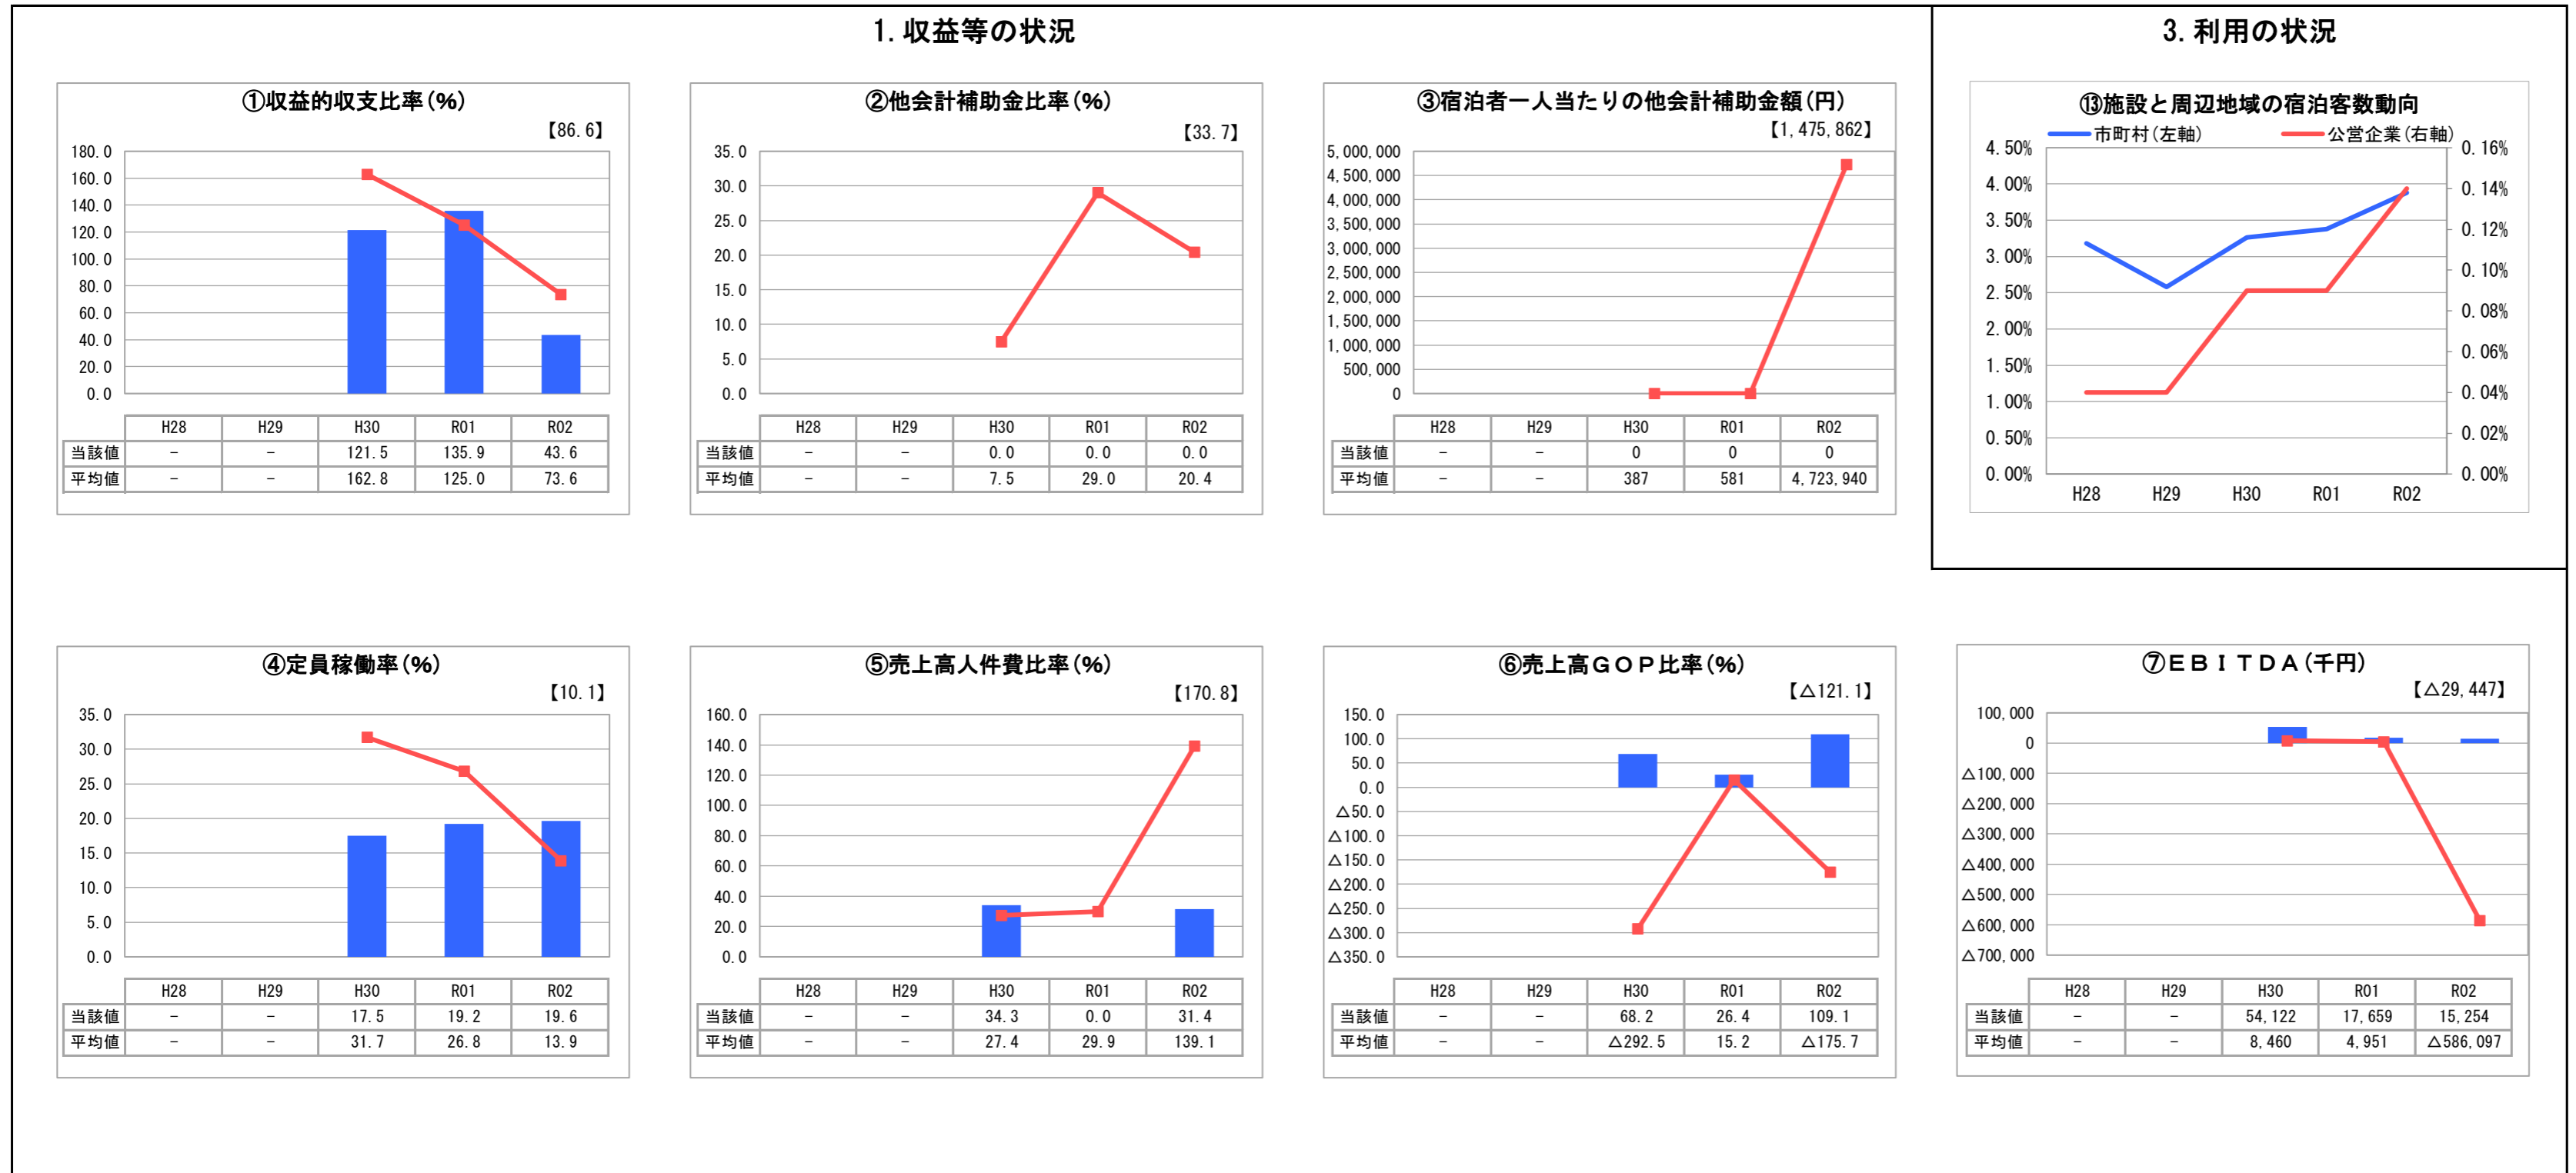 1. 収益等の状況
3. 利用の状況
①収益的収支比率(%)
【86.6】
180.0
160.0
140.0
120.0
100.0
80.0
60.0
40.0
20.0
0.0
H28 H29 H30 R01 R02
当該値 － － 121.5 135.9 43.6
平均値 － － 162.8 125.0 73.6
②他会計補助金比率(%)
【33.7】
35.0
30.0
25.0
20.0
15.0
10.0
5.0
0.0
H28 H29 H30 R01 R02
当該値 － － 0.0 0.0 0.0
平均値 － － 7.5 29.0 20.4
③宿泊者一人当たりの他会計補助金額(円)
【1,475,862】
5,000,000
4,500,000
4,000,000
3,500,000
3,000,000
2,500,000
2,000,000
1,500,000
1,000,000
500,000
0
H28 H29 H30 R01 R02
当該値 － － 0 0 0
平均値 － － 387 581 4,723,940
⑬施設と周辺地域の宿泊客数動向
市町村(左軸) 公営企業(右軸)
4.50% 0.16%
4.00% 0.14%
3.50% 0.12%
3.00% 0.10%
2.50% 0.08%
2.00% 0.06%
1.50% 0.04%
1.00% 0.02%
0.50% 0.00%
0.00%
H28 H29 H30 R01 R02
④定員稼働率(%)
【10.1】
35.0
30.0
25.0
20.0
15.0
10.0
5.0
0.0
H28 H29 H30 R01 R02
当該値 － － 17.5 19.2 19.6
平均値 － － 31.7 26.8 13.9
⑤売上高人件費比率(%)
【170.8】
160.0
140.0
120.0
100.0
80.0
60.0
40.0
20.0
0.0
H28 H29 H30 R01 R02
当該値 － － 34.3 0.0 31.4
平均値 － － 27.4 29.9 139.1
⑥売上高ＧＯＰ比率(%)
【△121.1】
150.0
100.0
50.0
0.0
△50.0
△100.0
△150.0
△200.0
△250.0
△300.0
△350.0
H28 H29 H30 R01 R02
当該値 － － 68.2 26.4 109.1
平均値 － － △292.5 15.2 △175.7
⑦ＥＢＩＴＤＡ(千円)
【△29,447】
100,000
0
△100,000
△200,000
△300,000
△400,000
△500,000
△600,000
△700,000
H28 H29 H30 R01 R02
当該値 － － 54,122 17,659 15,254
平均値 － － 8,460 4,951 △586,097